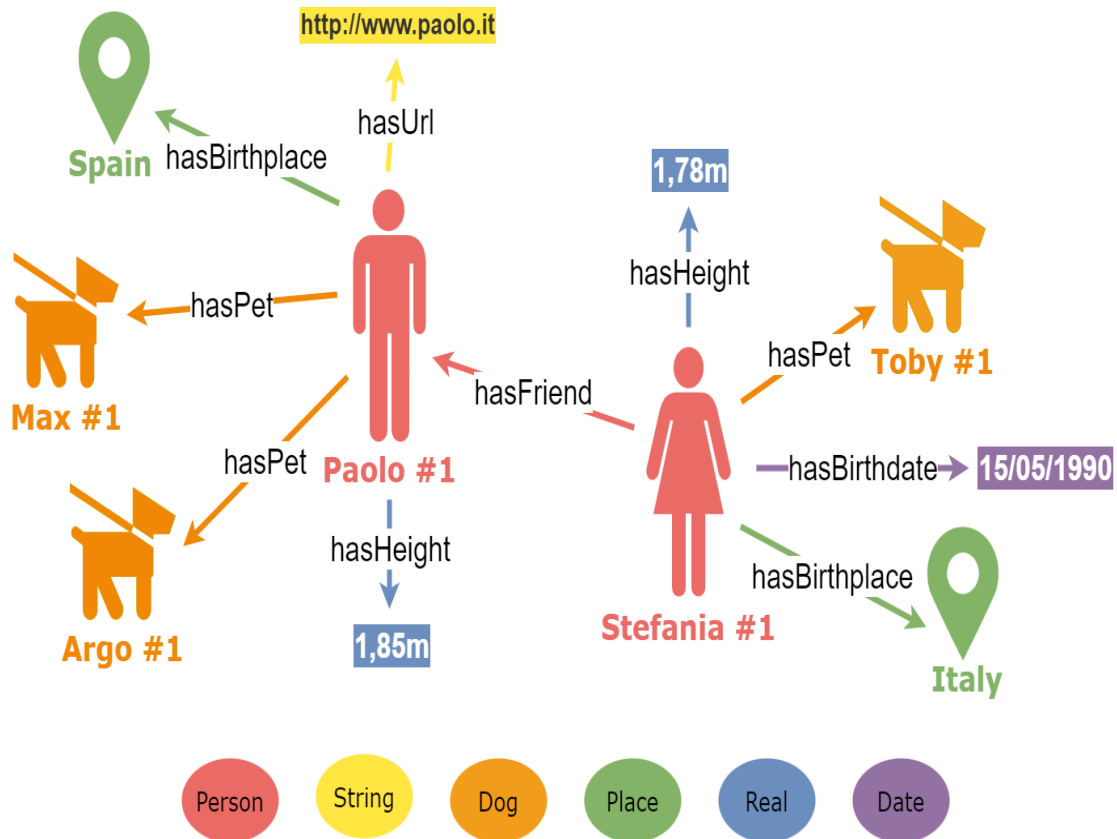 http://www.paolo.it
hasUrl
Spain
hasBirthplace
1,78m
hasHeight
hasPet
Max #1
hasFriend
hasPet
Toby #1
hasPet
Paolo #1
hasBirthdate
15/05/1990
hasHeight
hasBirthplace
Argo #1
1,85m
Stefania #1
Italy
Person
String
Dog
Place
Real
Date